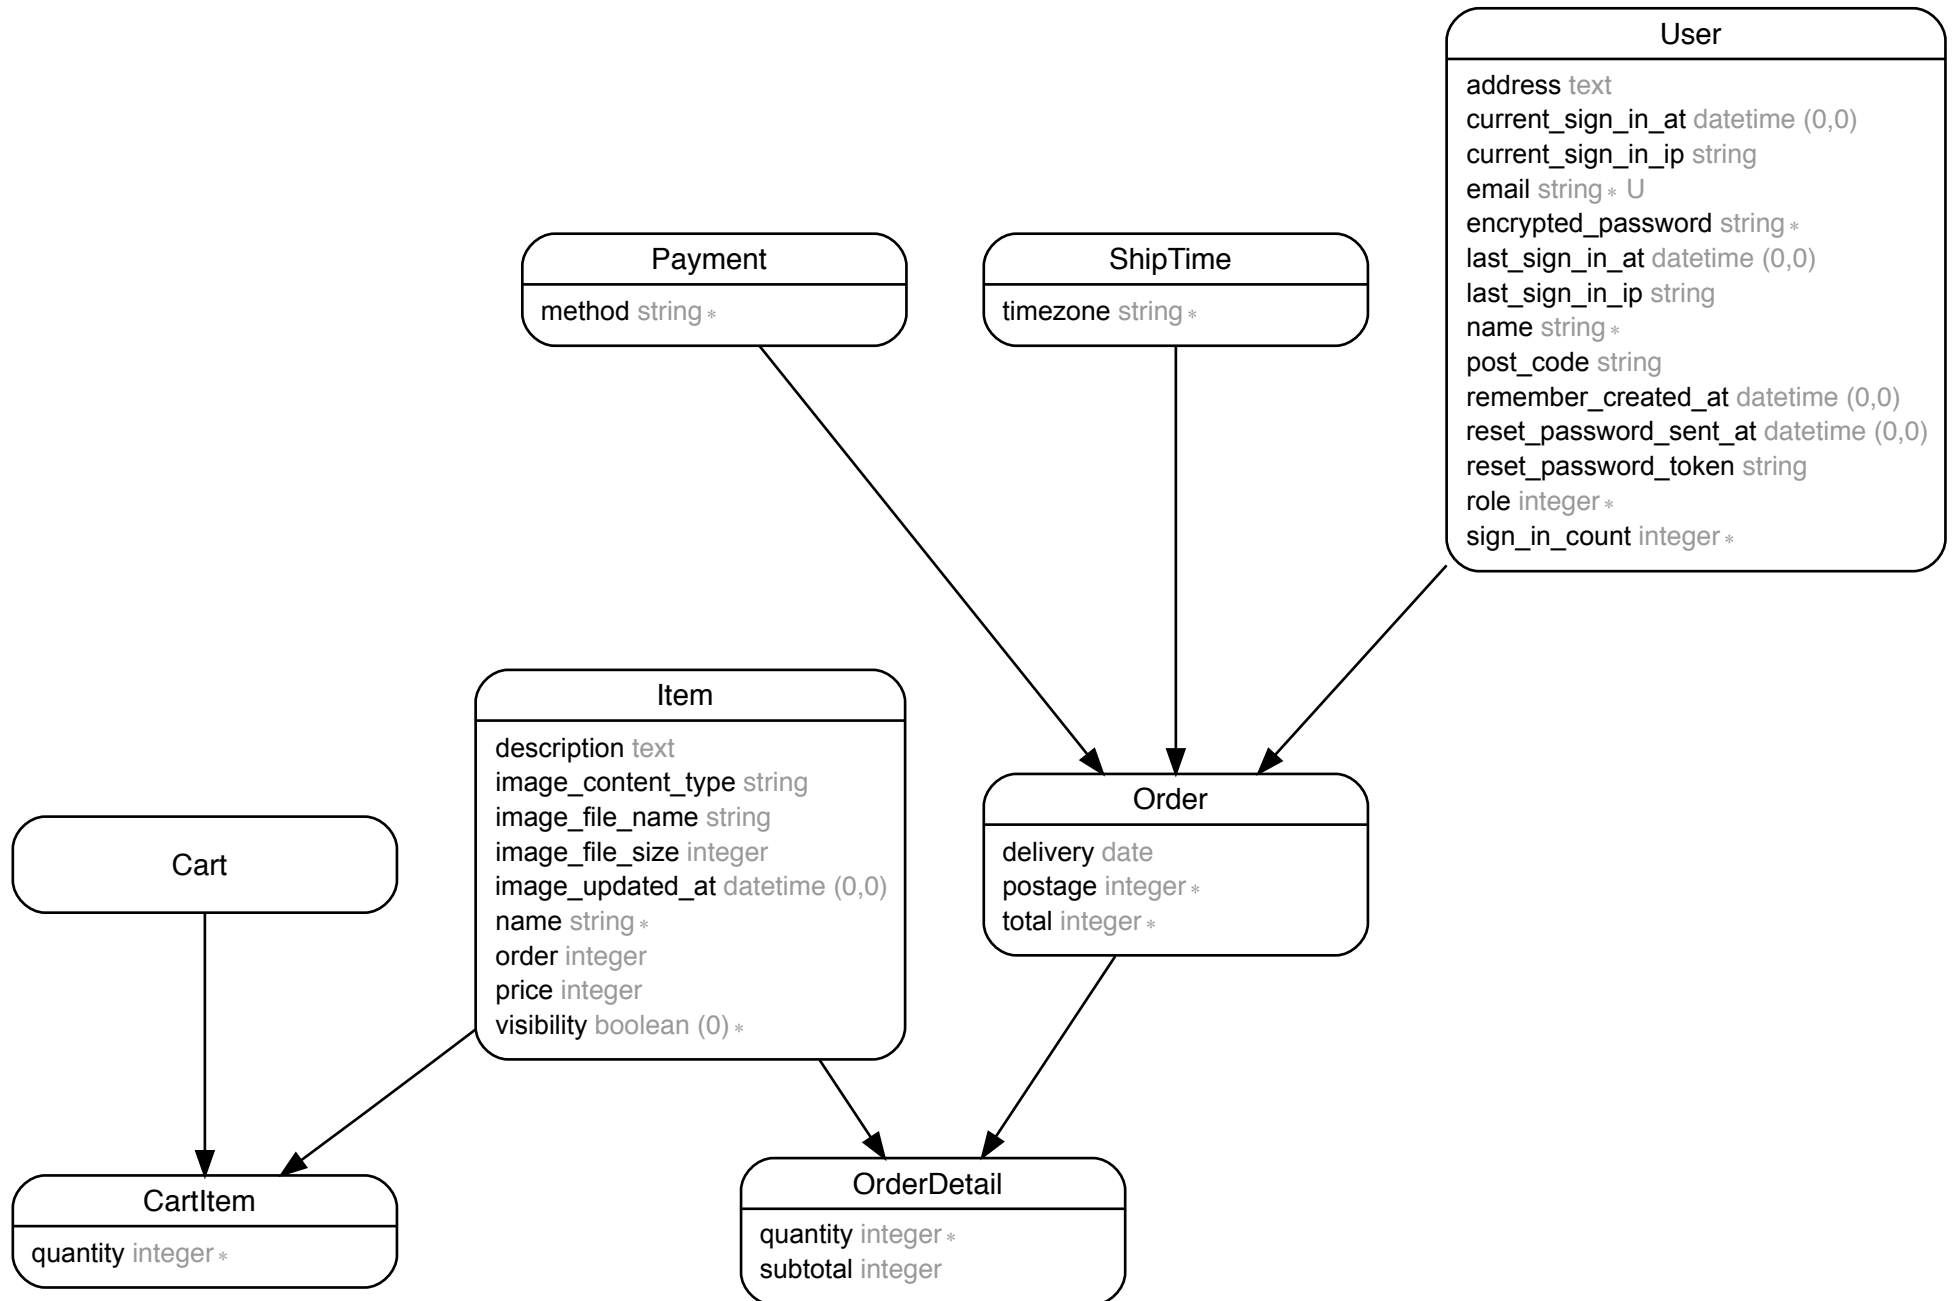 User
address text
current_sign_in_at datetime (0,0)
current_sign_in_ip string
email string∗ U
encrypted_password string∗
last_sign_in_at datetime (0,0)
last_sign_in_ip string
name string∗
post_code string
remember_created_at datetime (0,0)
reset_password_sent_at datetime (0,0)
reset_password_token string
role integer∗
sign_in_count integer∗
Payment
method string∗
ShipTime
timezone string∗
Item
description text
image_content_type string
image_file_name string
image_file_size integer
image_updated_at datetime (0,0)
name string∗
order integer
price integer
visibility boolean (0)∗
Order
delivery date
postage integer∗
total integer∗
Cart
CartItem
quantity integer∗
OrderDetail
quantity integer∗
subtotal integer